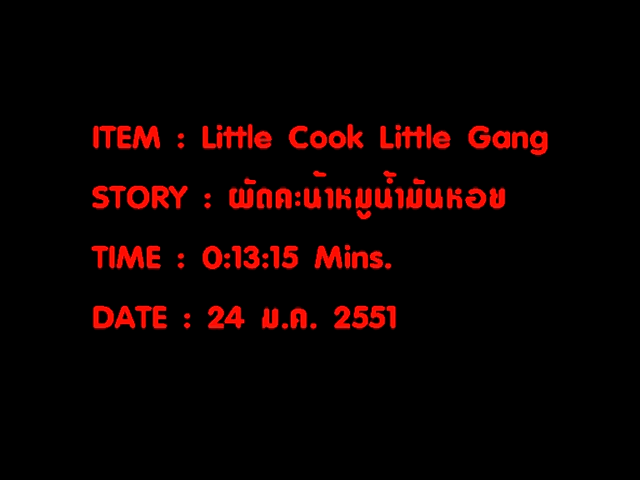 ITEM : Little Cook Little Gang
STORY : ผัดคะน้าหมูน้ำมันหอย
TIME : 0:13:15 Mins.
DATE : 24 ม.ค. 2551